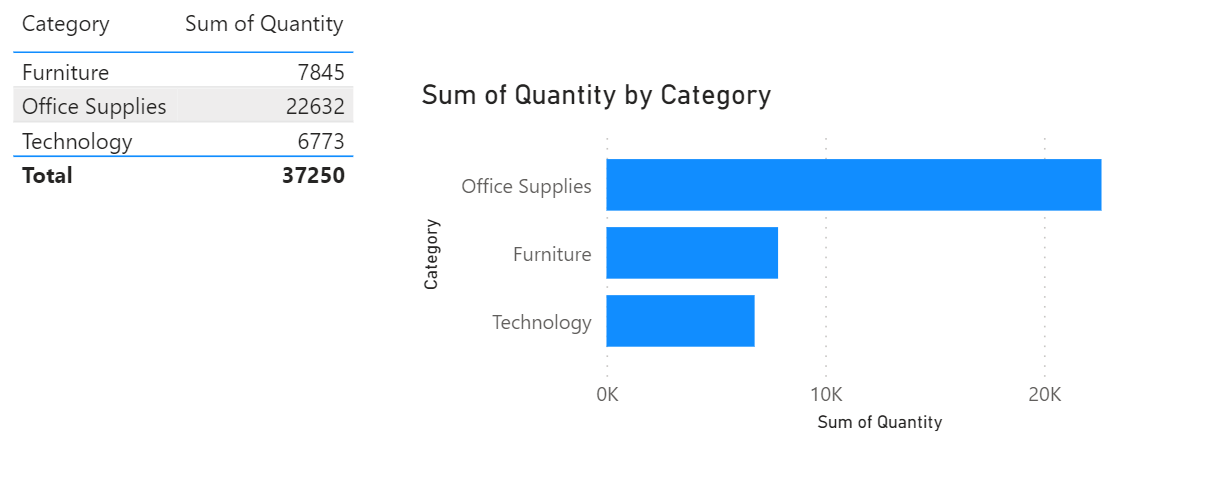 Category Sum of Quantity
Furniture 7845
Office Supplies 22632
Technology 6773
Total 37250
Sum of Quantity by Category
Category
Office Supplies
Furniture
Technology
0K 10K 20K
Sum of Quantity